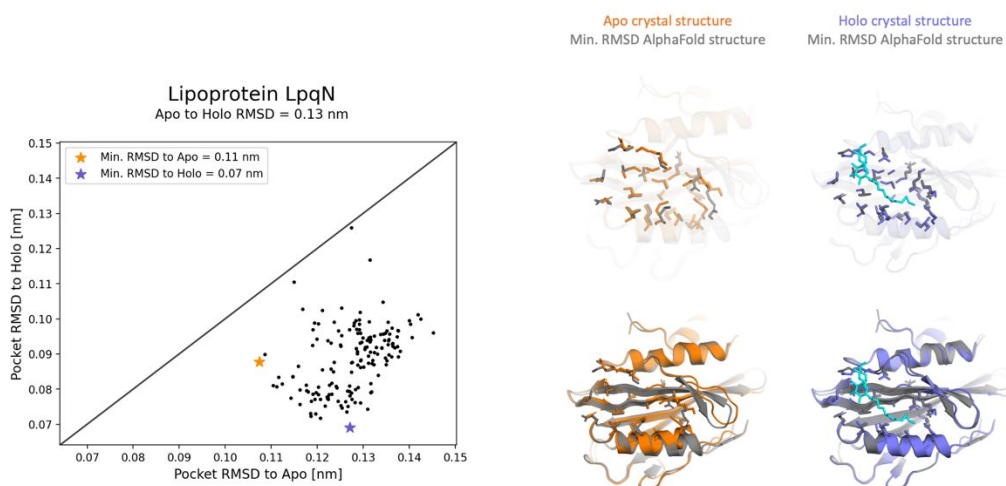 Lipoprotein LpqN
Apo to Holo RMSD = 0.13 nm
Min. RMSD to Apo = 0.11 nm
Min. RMSD to Holo = 0.07 nm
Pocket RMSD to Holo [nm]
0.15
0.14
0.13
0.12
0.11
0.10
0.09
0.08
0.07
0.07
0.08
0.09
0.10
0.11
0.12
0.13
0.14
0.15
Pocket RMSD to Apo [nm]
Apo crystal structure
Min. RMSD AlphaFold structure
Holo crystal structure
Min. RMSD AlphaFold structure